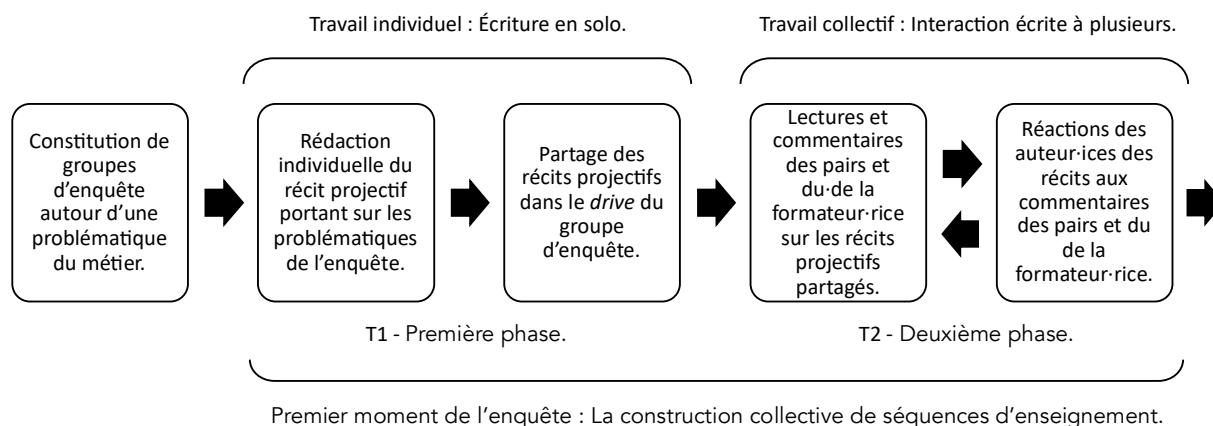 Travail individuel : Écriture en solo.
Travail collectif : Interaction écrite à plusieurs.
Constitution de
groupes
d’enquête
autour d’une
problématique
du métier.
Rédaction
individuelle du
récit projectif
portant sur les
problématiques
de l’enquête.
Partage des
récits projectifs
dans le drive du
groupe
d’enquête.
Lectures et
commentaires
des pairs et
du·de la
formateur·rice
sur les récits
projectifs
partagés.
Réactions des
auteur·ices des
récits aux
commentaires
des pairs et du
de la
formateur·rice.
T1 - Première phase.
T2 - Deuxième phase.
Premier moment de l’enquête : La construction collective de séquences d’enseignement.